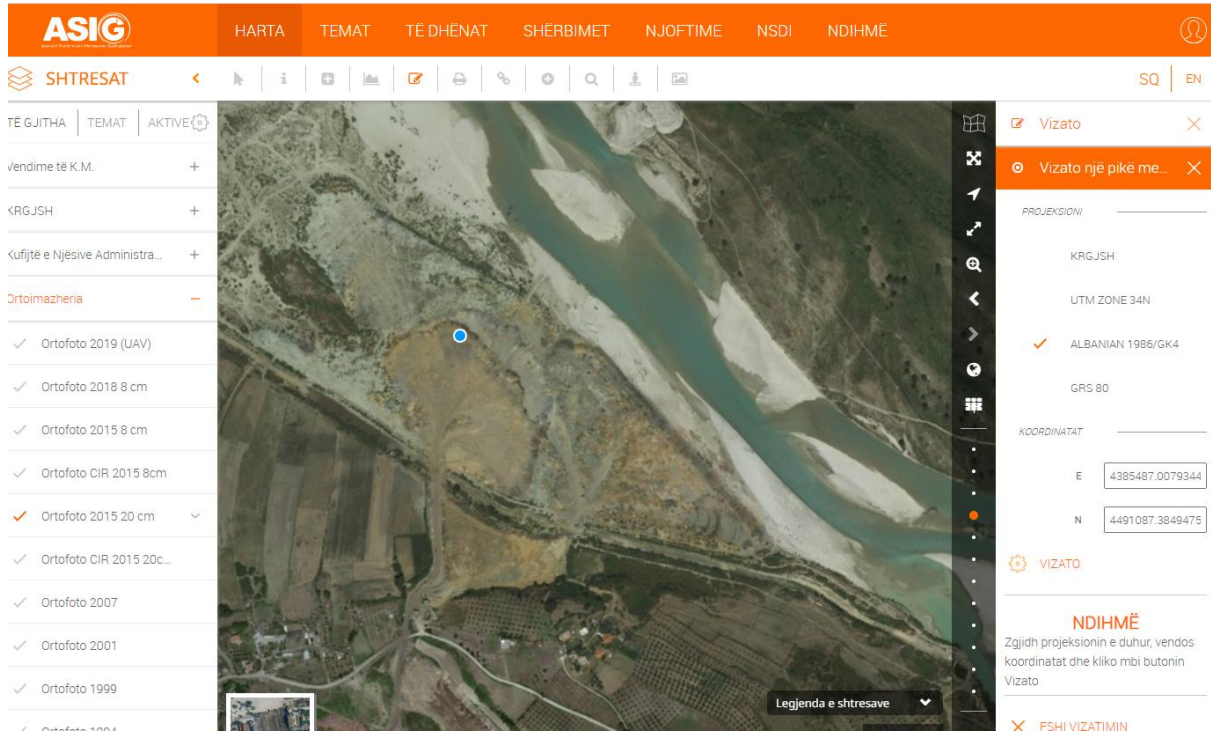 ASIG
HARTA TEMAT TË DHËNAT SHËRBIMET NJOFTIME NSDI NDIHMË
SHTRESAT
SQ EN
TË GJITHA TEMAT AKTIVE
Vendime të K.M.
KRGJSH
Kufijtë e Njësive Administra...
Ortoimazheria
Ortofoto 2019 (UAV)
Ortofoto 2018 8 cm
Ortofoto 2015 8 cm
Ortofoto CIR 2015 8cm
Ortofoto 2015 20 cm
Ortofoto CIR 2015 20c...
Ortofoto 2007
Ortofoto 2001
Ortofoto 1999
Ortofoto 1994
Legjenda e shtresave
Vizato
Vizato një pikë me...
PROJEKSIONI
KRGJSH
UTM ZONE 34N
ALBANIAN 1986/GK4
GRS 80
KOORDINATAT
E 4385487.0079344
N 4491087.3849475
VIZATO
NDIHMË
Zgjidh projeksionin e duhur, vendos
koordinatat dhe kliko mbi butonin
Vizato
FSHI VIZATIMIN